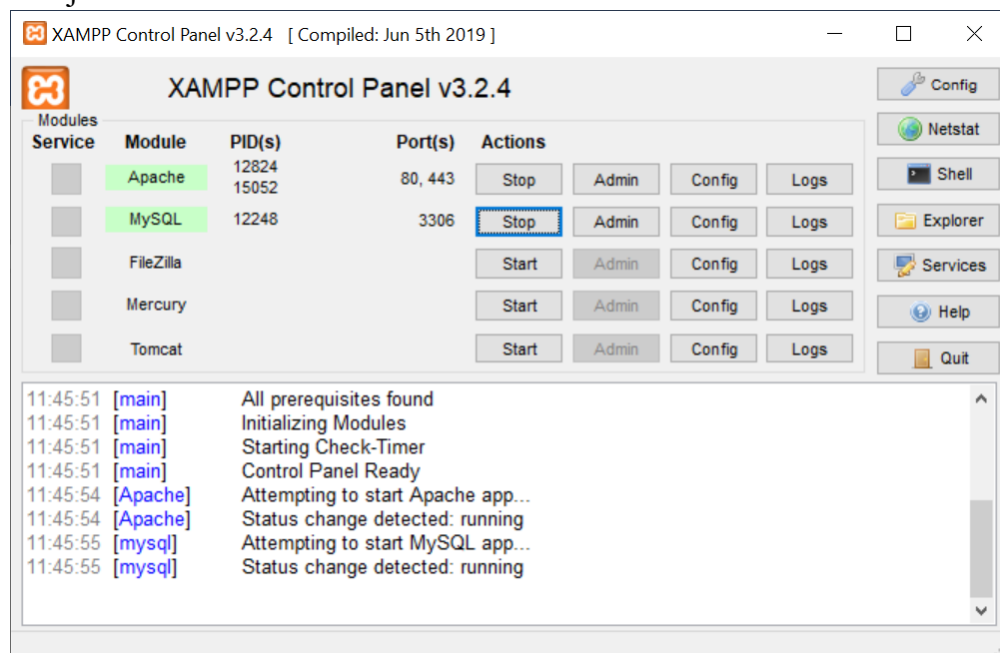 XAMPP Control Panel v3.2.4 [ Compiled: Jun 5th 2019 ]
XAMPP Control Panel v3.2.4
Config
Netstat
Shell
Explorer
Services
Help
Quit
Modules
Service Module PID(s) Port(s) Actions
Apache 12824 15052 80, 443 Stop Admin Config Logs
MySQL 12248 3306 Stop Admin Config Logs
FileZilla Start Admin Config Logs
Mercury Start Admin Config Logs
Tomcat Start Admin Config Logs
11:45:51 [main] All prerequisites found
11:45:51 [main] Initializing Modules
11:45:51 [main] Starting Check-Timer
11:45:51 [main] Control Panel Ready
11:45:54 [Apache] Attempting to start Apache app...
11:45:54 [Apache] Status change detected: running
11:45:55 [mysql] Attempting to start MySQL app...
11:45:55 [mysql] Status change detected: running